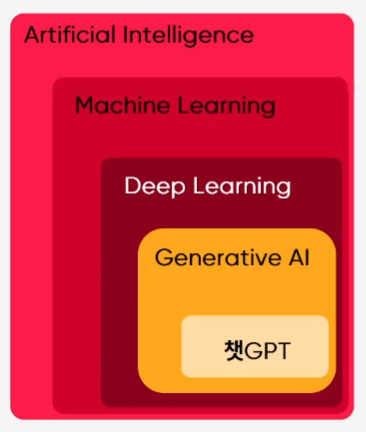 Artificial Intelligence
Machine Learning
Deep Learning
Generative AI
챗GPT